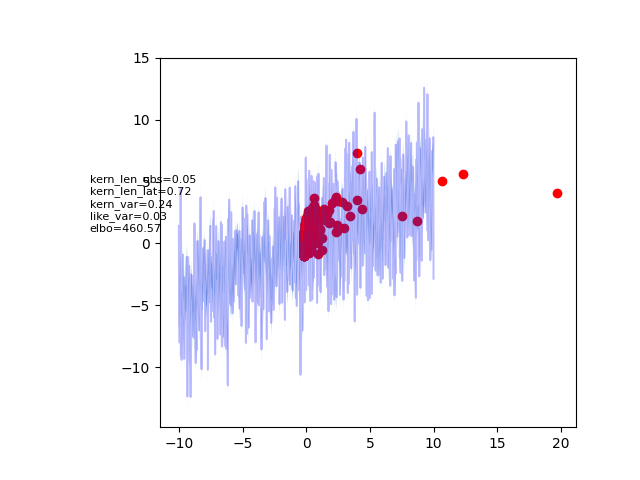 15
10
5
0
−5
−10
kern_len_obs=0.05
kern_len_lat=0.72
kern_var=0.24
like_var=0.03
elbo=460.57
−10 −5 0 5 10 15 20